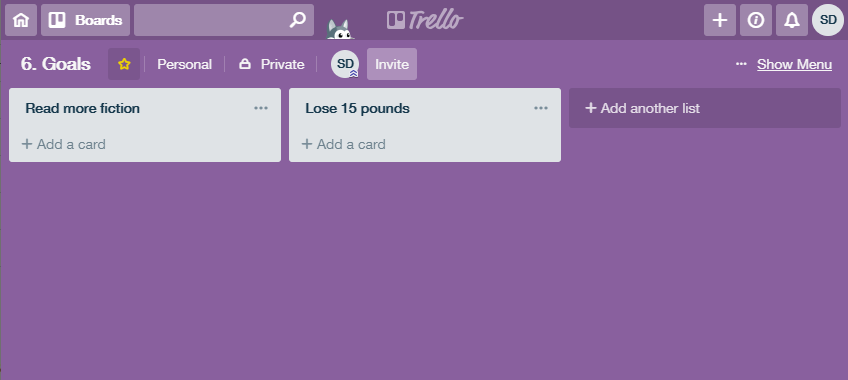 Boards
Trello
SD
6. Goals
Personal
Private
SD
Invite
Show Menu
Read more fiction
Lose 15 pounds
+ Add another list
+ Add a card
+ Add a card